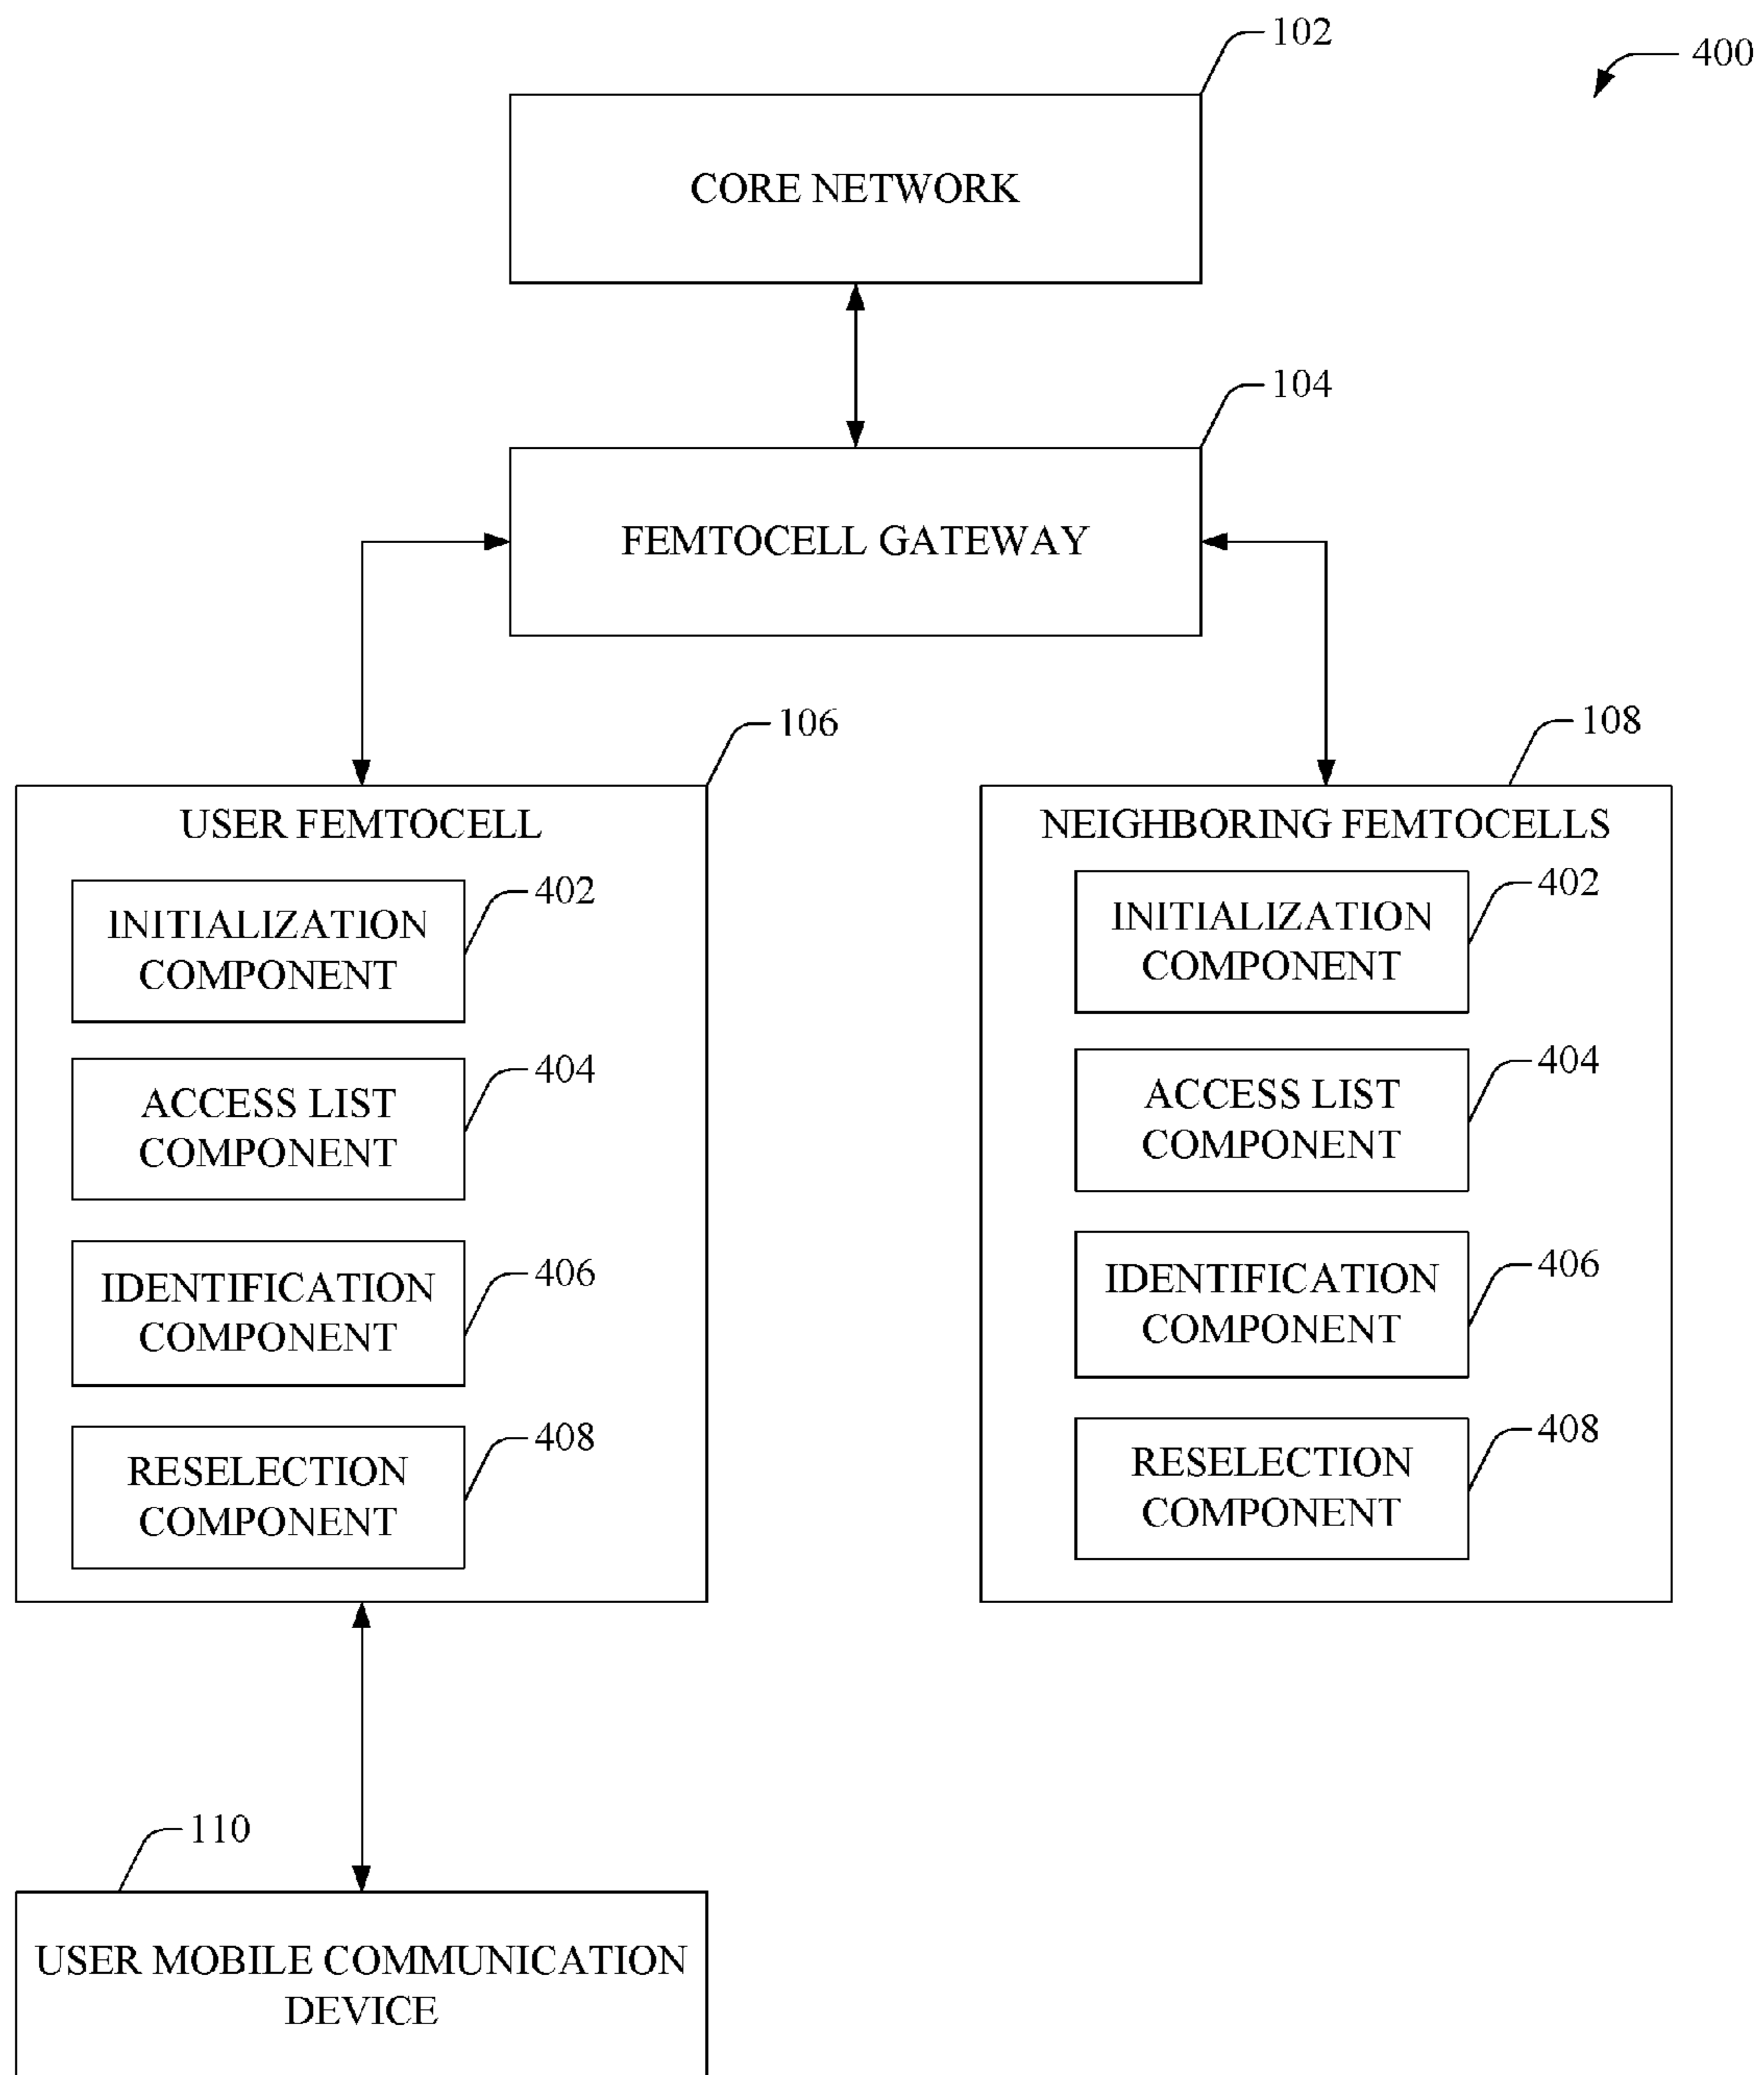 102
400
CORE NETWORK
104
FEMTOCELL GATEWAY
106
108
USER FEMTOCELL
402
INITIALIZATION
COMPONENT
404
ACCESS LIST
COMPONENT
406
IDENTIFICATION
COMPONENT
408
RESELECTION
COMPONENT
NEIGHBORING FEMTOCELLS
402
INITIALIZATION
COMPONENT
404
ACCESS LIST
COMPONENT
406
IDENTIFICATION
COMPONENT
408
RESELECTION
COMPONENT
110
USER MOBILE COMMUNICATION
DEVICE